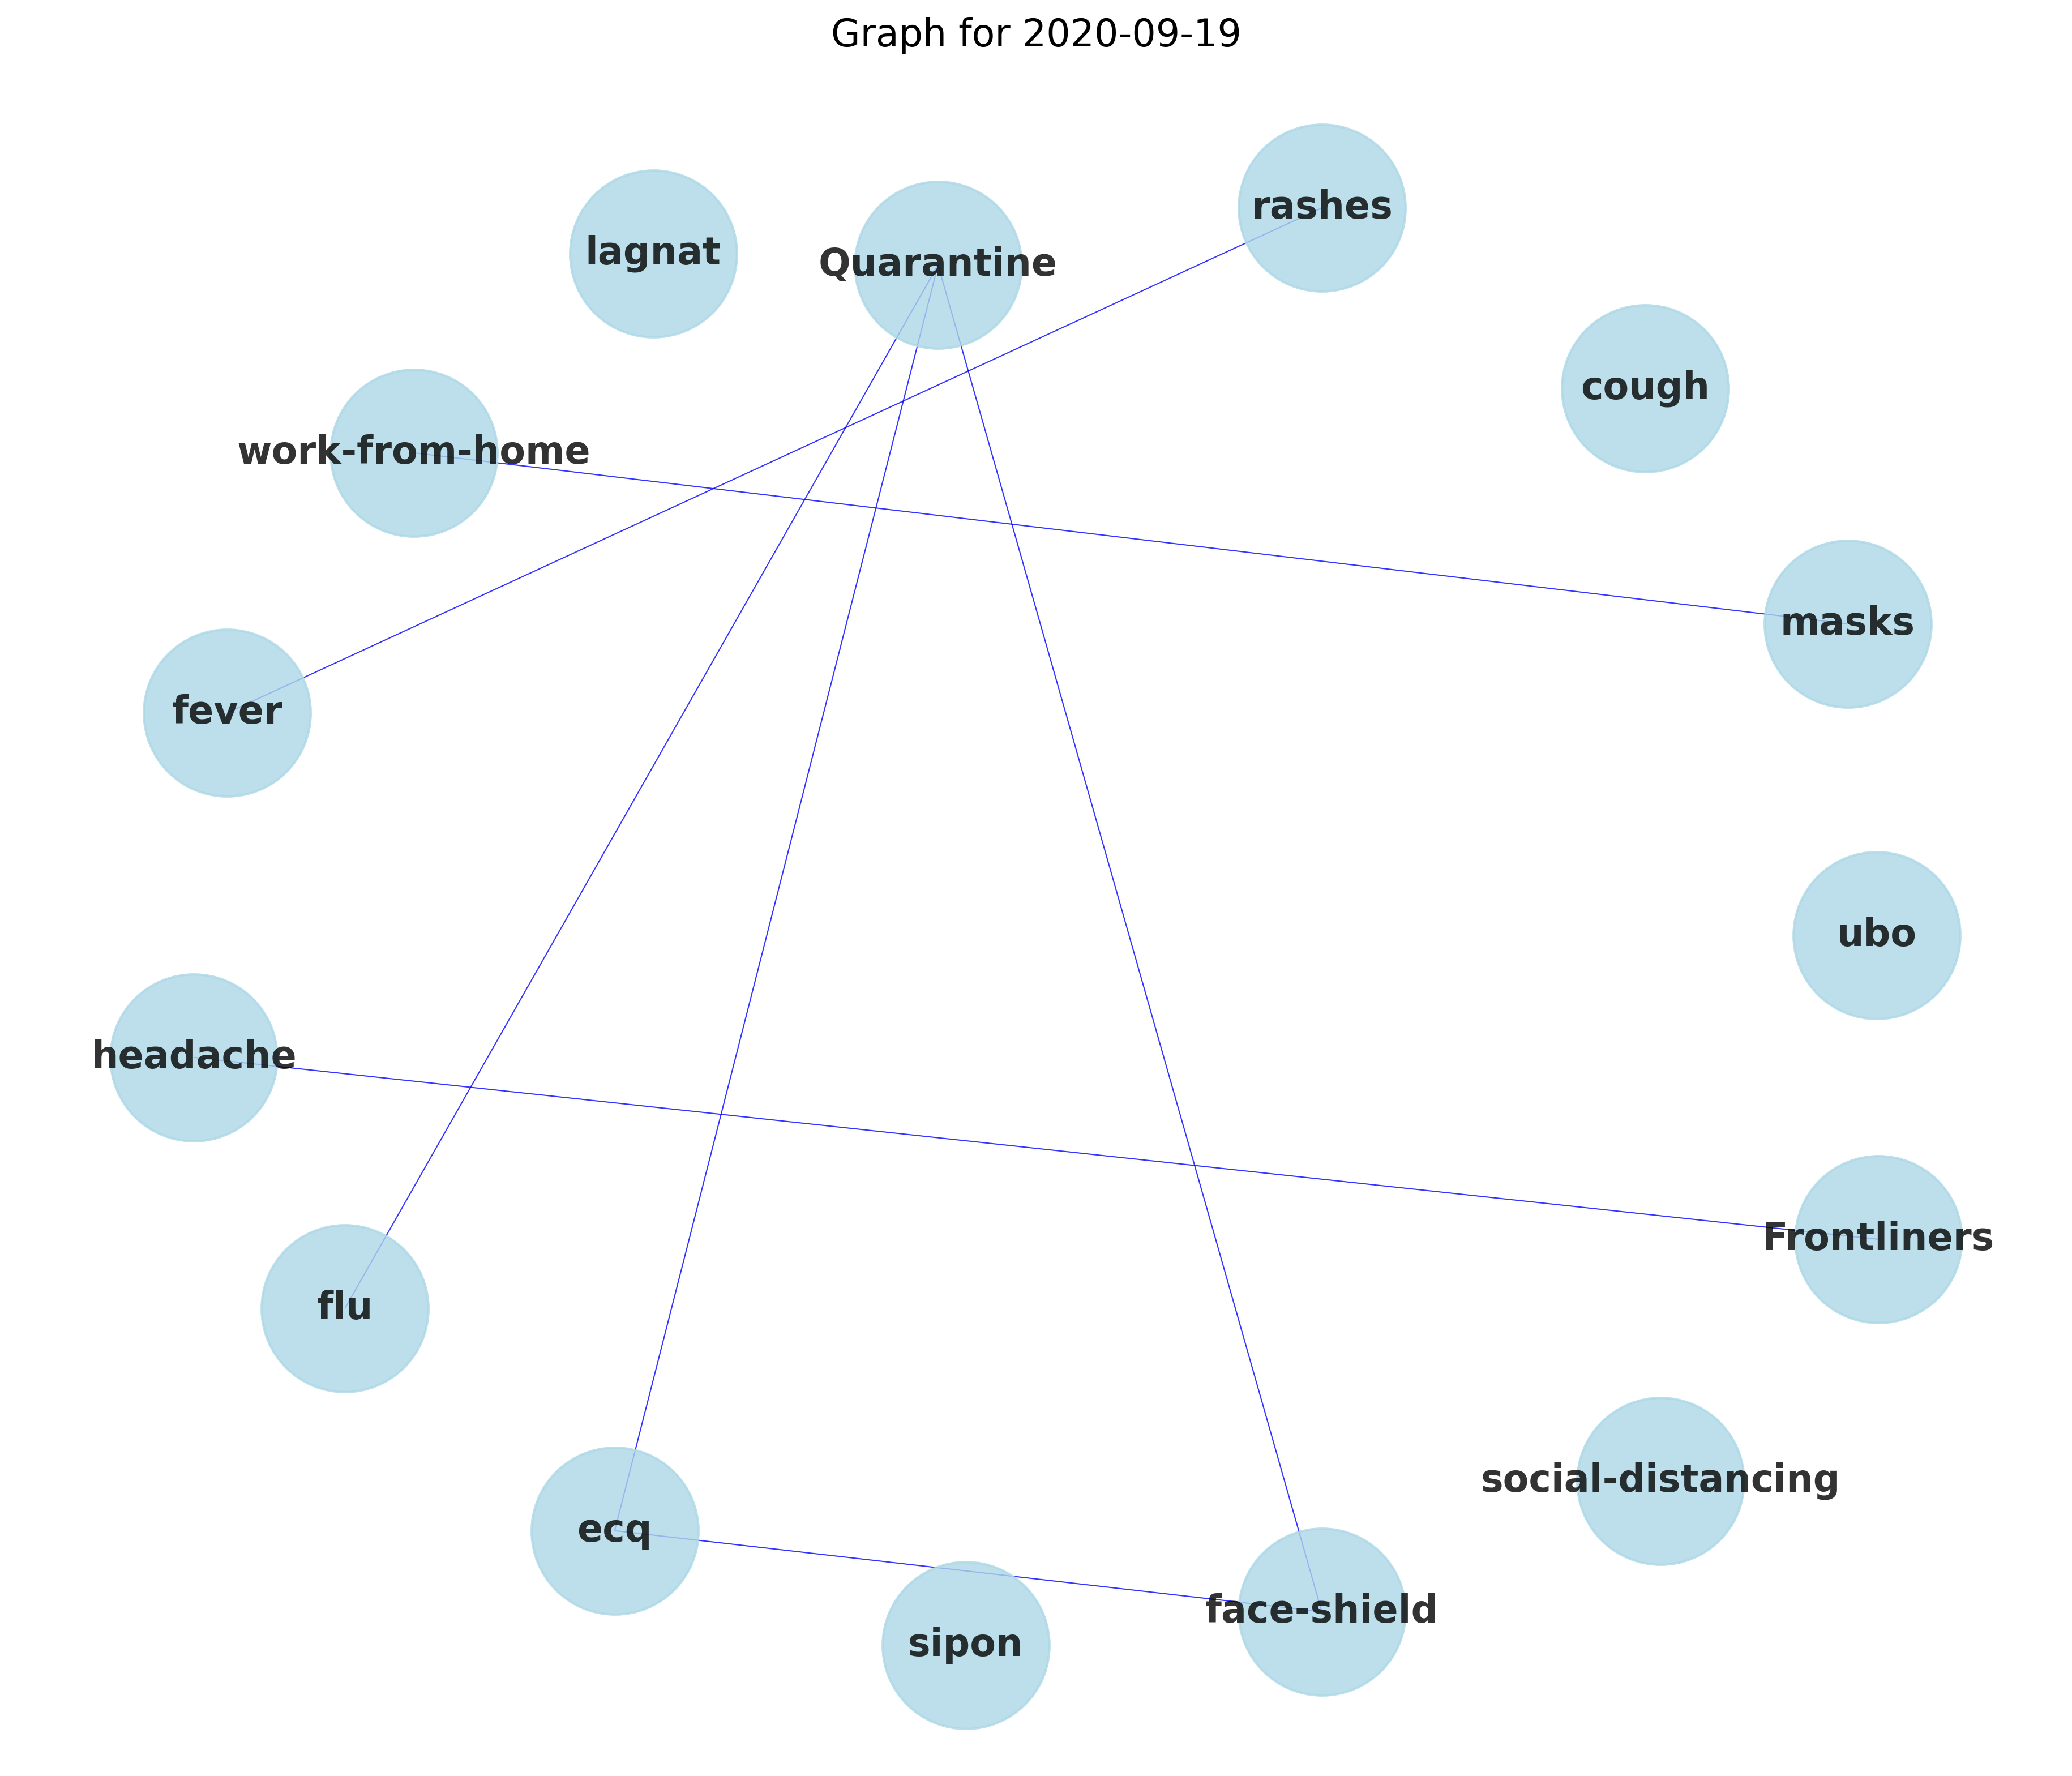 Graph for 2020-09-19
rashes
lagnat
Quarantine
cough
work-from-home
masks
fever
ubo
headache
Frontliners
flu
social-distancing
ecq
face-shield
sipon